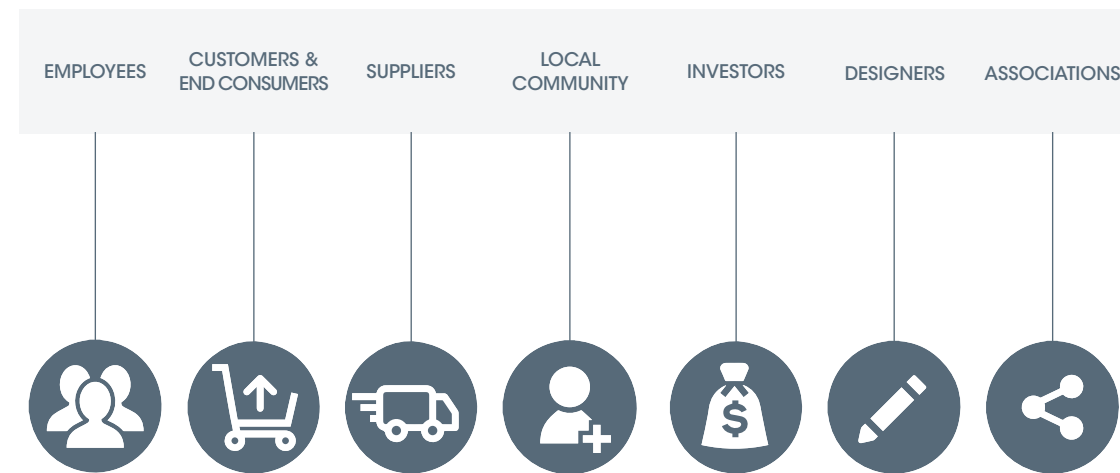 EMPLOYEES
CUSTOMERS &
END CONSUMERS
SUPPLIERS
LOCAL
COMMUNITY
INVESTORS
DESIGNERS
ASSOCIATIONS
$